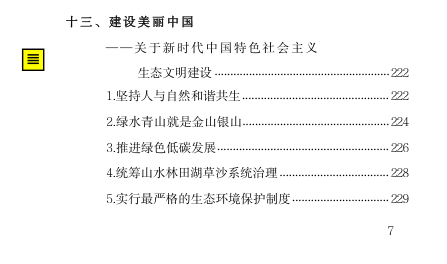 十三、建设美丽中国
——关于新时代中国特色社会主义
生态文明建设 ………………………………… 222
1.坚持人与自然和谐共生 …………………………… 222
2.绿水青山就是金山银山 …………………………… 224
3.推进绿色低碳发展 ………………………………… 226
4.统筹山水林田湖草沙系统治理 …………………… 228
5.实行最严格的生态环境保护制度 ………………… 229
7